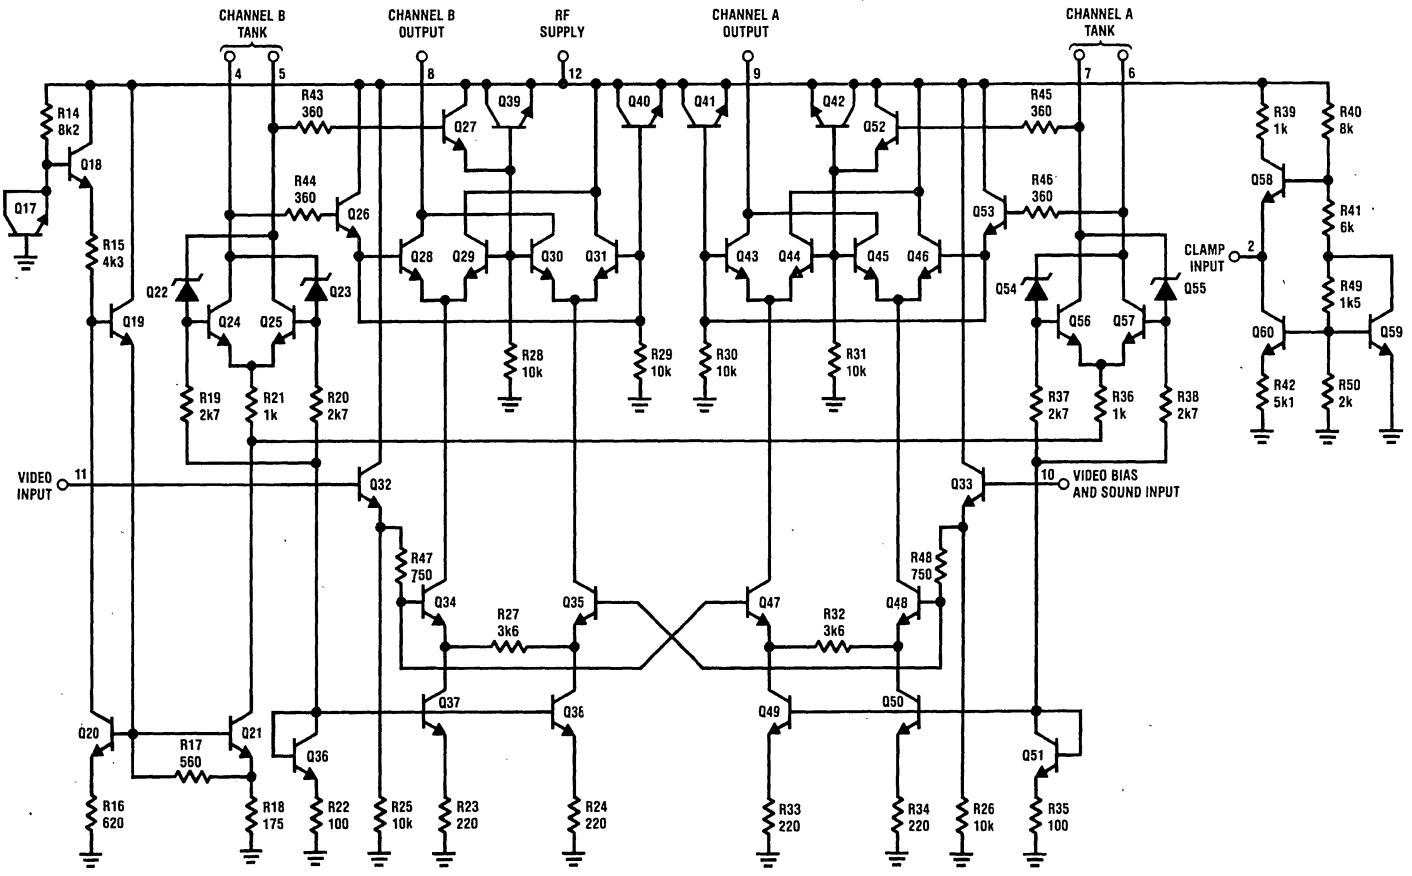 CHANNEL B
TANK
CHANNEL B
OUTPUT
RF
SUPPLY
CHANNEL A
OUTPUT
CHANNEL A
TANK
4
5
8
12
9
7
6
R14
8k2
Q18
Q17
R15
4k3
Q19
R43
360
R44
360
Q26
Q27
Q39
Q40
Q41
Q42
Q52
R45
360
R46
360
Q53
R39
1k
R40
8k
Q58
R41
6k
CLAMP
INPUT
2
R49
1k5
Q60
Q59
R42
5k1
R50
2k
Q22
Q23
Q24
Q25
Q28
Q29
Q30
Q31
Q43
Q44
Q45
Q46
Q54
Q55
Q56
Q57
R19
2k7
R21
1k
R20
2k7
R28
10k
R29
10k
R30
10k
R31
10k
R37
2k7
R36
1k
R38
2k7
VIDEO
INPUT
11
Q32
Q33
10
VIDEO BIAS
AND SOUND INPUT
R47
750
R48
750
Q34
R27
3k6
Q35
Q47
R32
3k6
Q48
Q37
Q38
Q49
Q50
Q20
R17
560
Q21
Q36
Q51
R16
620
R18
175
R22
100
R25
10k
R23
220
R24
220
R33
220
R34
220
R26
10k
R35
100